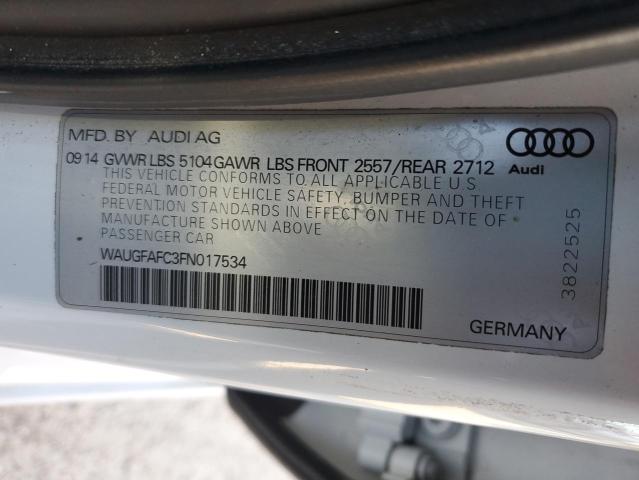 MFD. BY AUDI AG
09 14 GVWR LBS 5104 GAWR LBS FRONT 2557/REAR 2712
THIS VEHICLE CONFORMS TO ALL APPLICABLE U S
FEDERAL MOTOR VEHICLE SAFETY, BUMPER AND THEFT
PREVENTION STANDARDS IN EFFECT ON THE DATE OF
MANUFACTURE SHOWN ABOVE
PASSENGER CAR
WAUGFAFC3FN017534
Audi
3822525
GERMANY